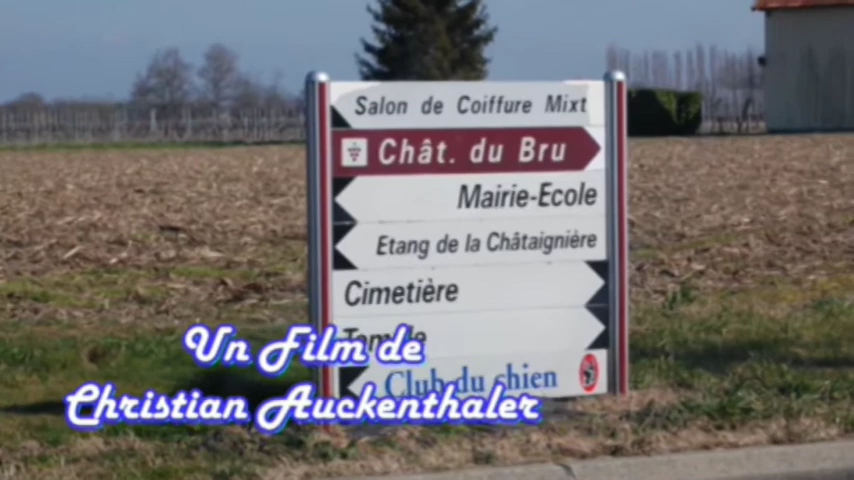 Salon de Coiffure Mixt
Chât. du Bru
Mairie-Ecole
Etang de la Châtaignière
Cimetière
Club du chien
Un Film de
Christian Auckenthaler